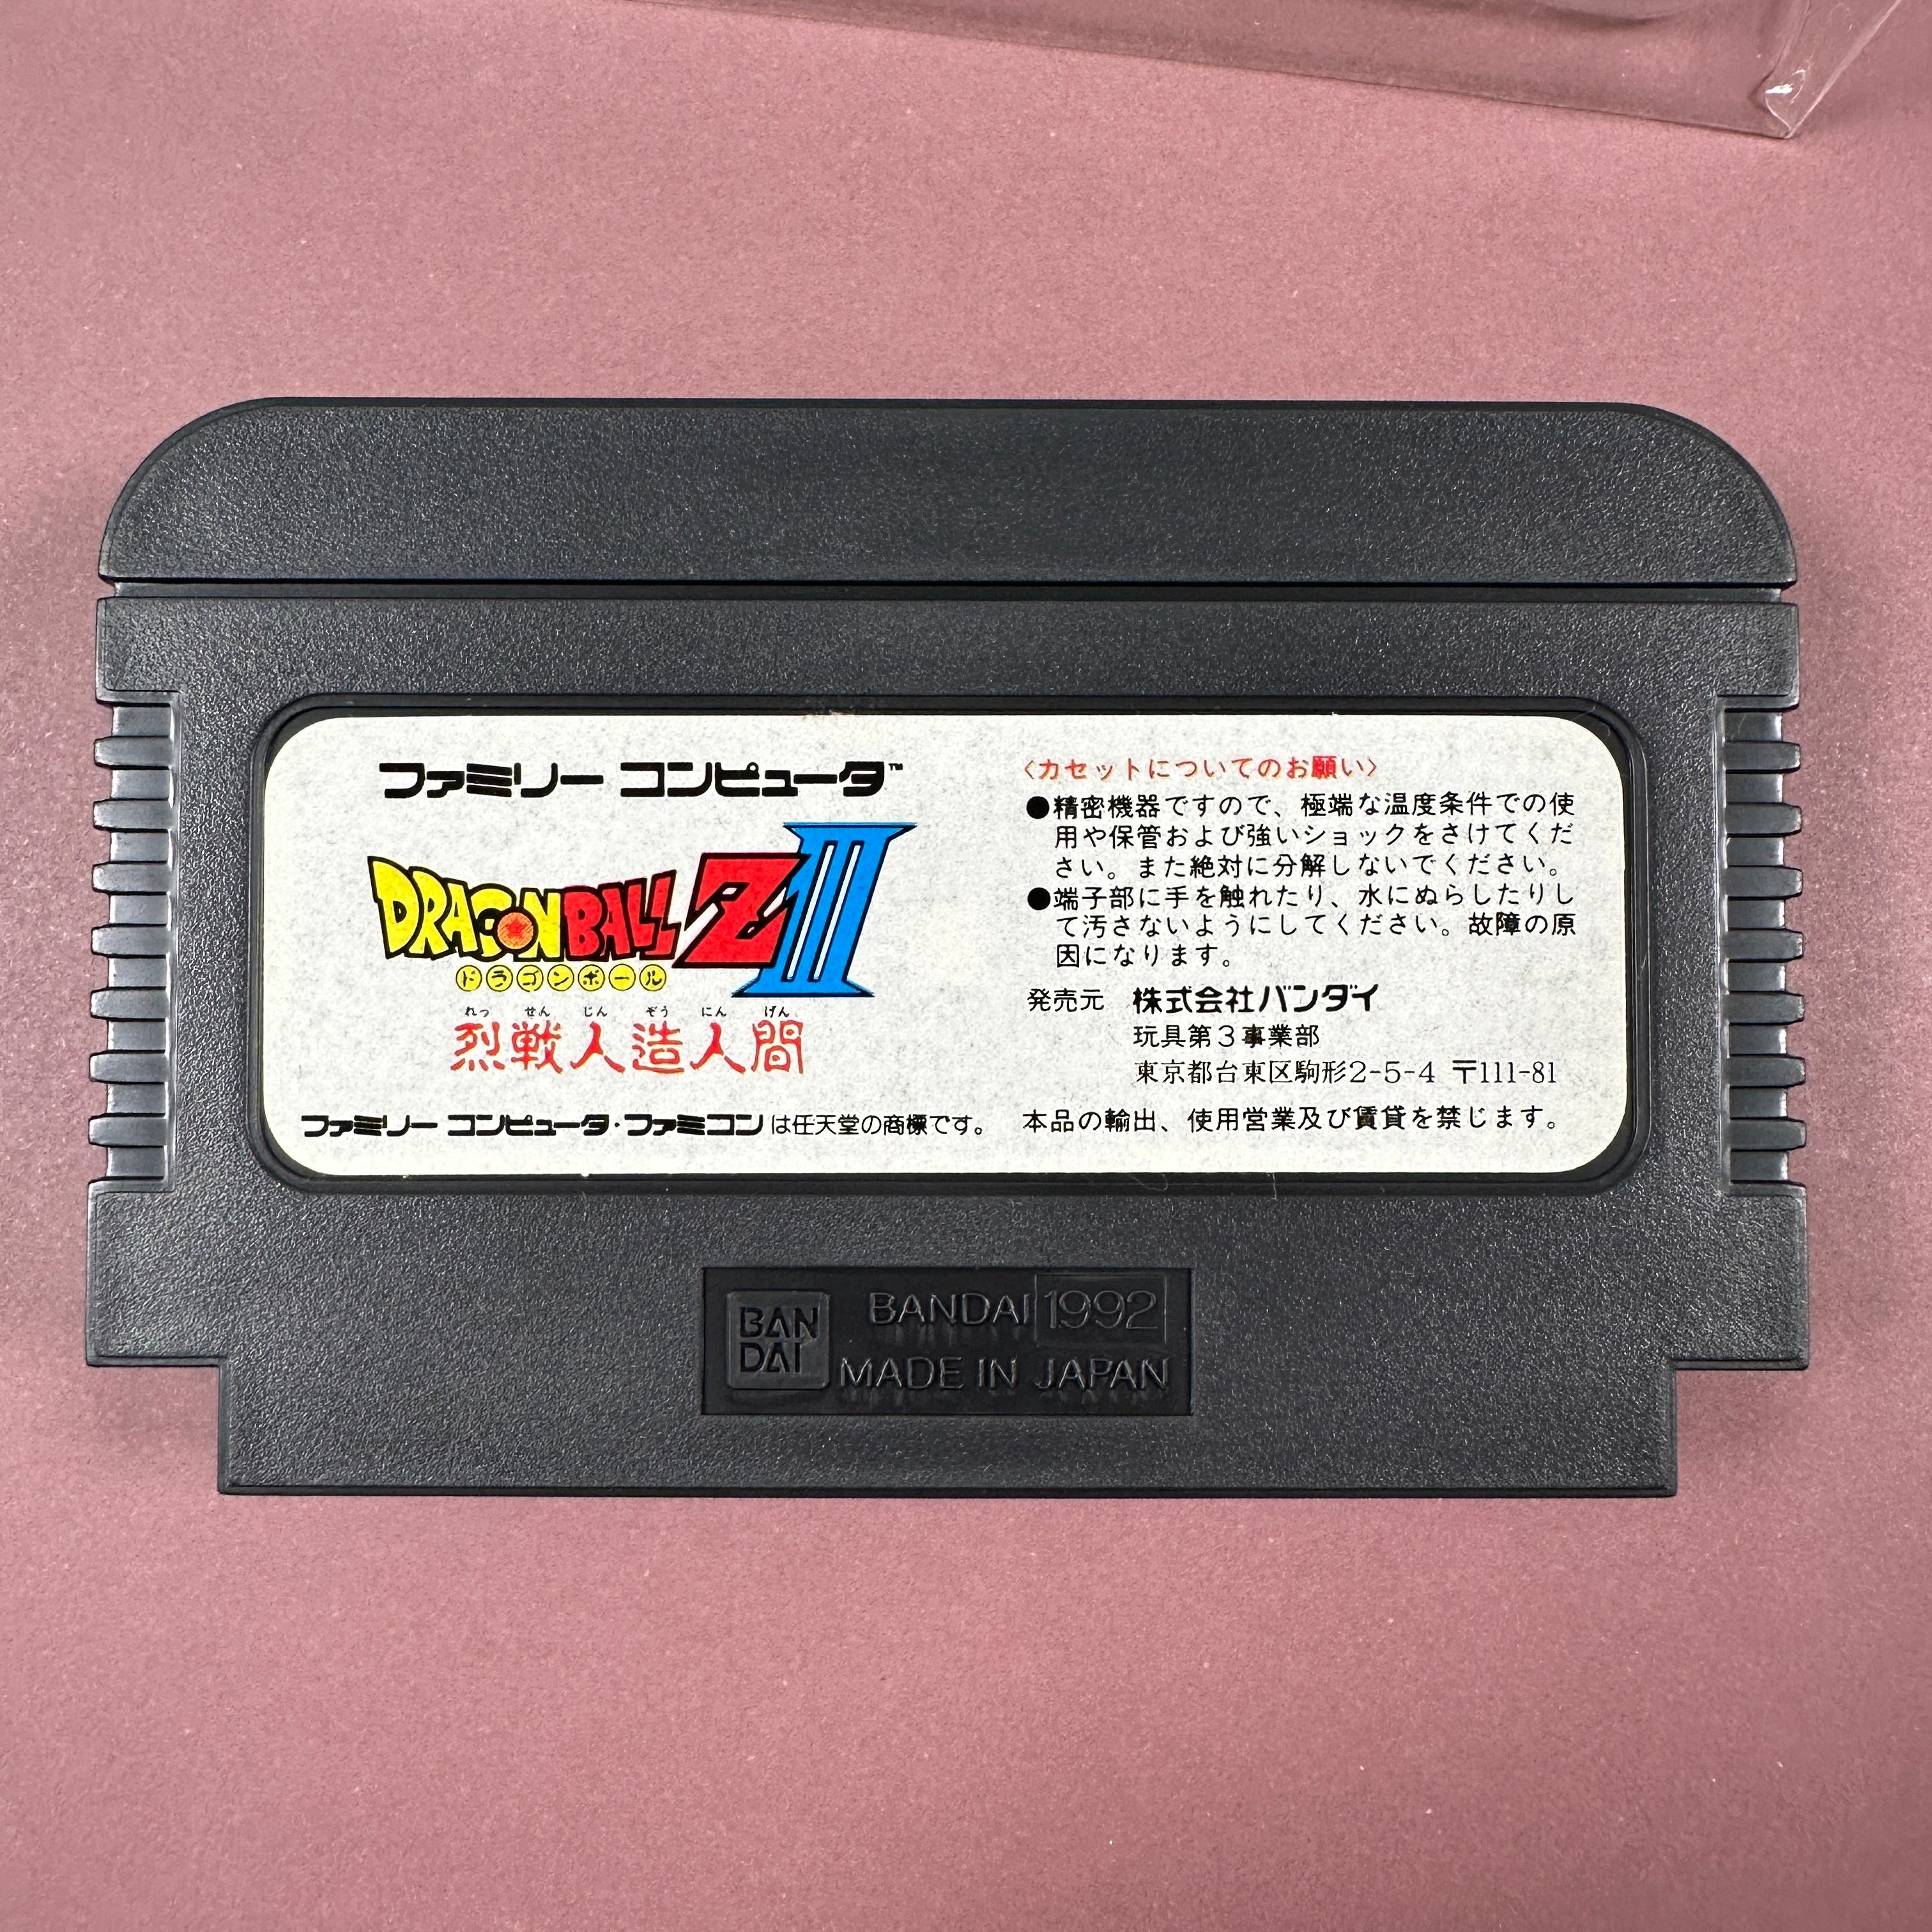 ファミリー コンピュータ™
DRAGON BALL Z III
ドラゴンボール
れっ せん じん ぞう にん げん
烈戦人造人間
ファミリー コンピュータ・ファミコンは任天堂の商標です。
〈カセットについてのお願い〉
●精密機器ですので、極端な温度条件での使
用や保管および強いショックをさけてくだ
さい。また絶対に分解しないでください。
●端子部に手を触れたり、水にぬらしたりし
て汚さないようにしてください。故障の原
因になります。
発売元 株式会社バンダイ
玩具第3事業部
東京都台東区駒形2-5-4 〒111-81
本品の輸出、使用営業及び賃貸を禁じます。
BAN
DAI
BANDAI 1992
MADE IN JAPAN